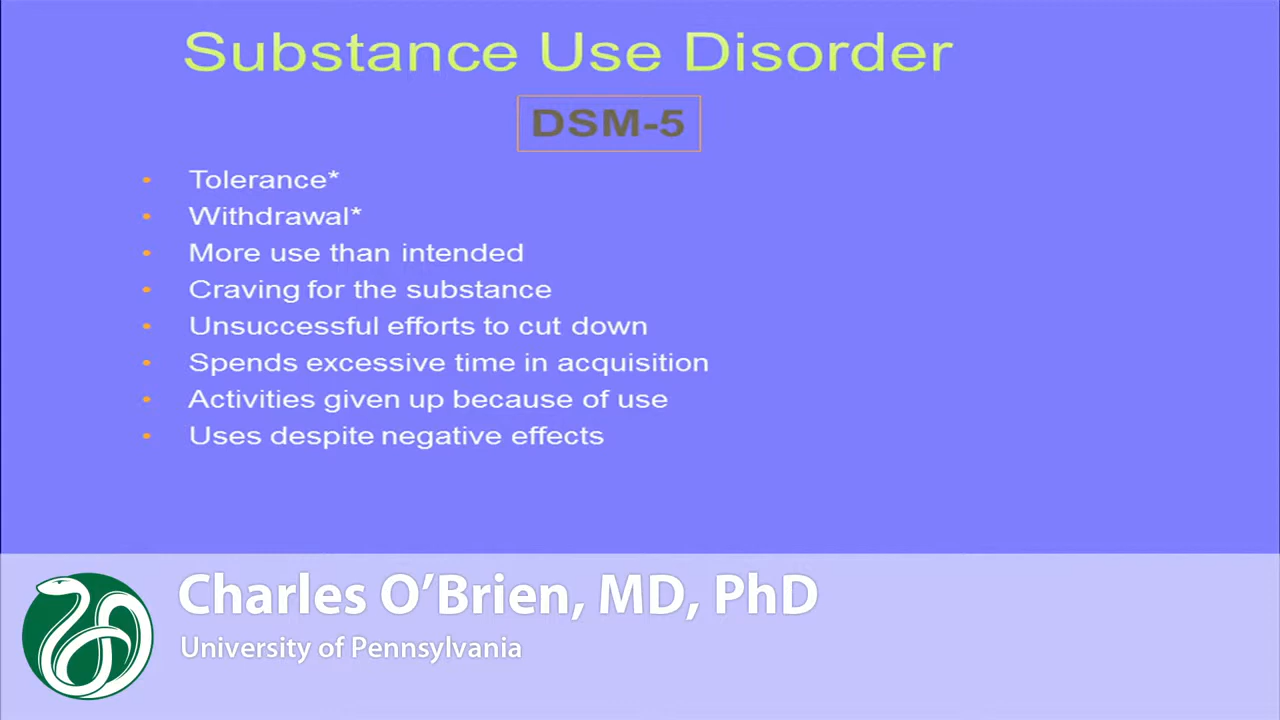 Substance Use Disorder
DSM-5
• Tolerance*
• Withdrawal*
• More use than intended
• Craving for the substance
• Unsuccessful efforts to cut down
• Spends excessive time in acquisition
• Activities given up because of use
• Uses despite negative effects
Charles O’Brien, MD, PhD
University of Pennsylvania